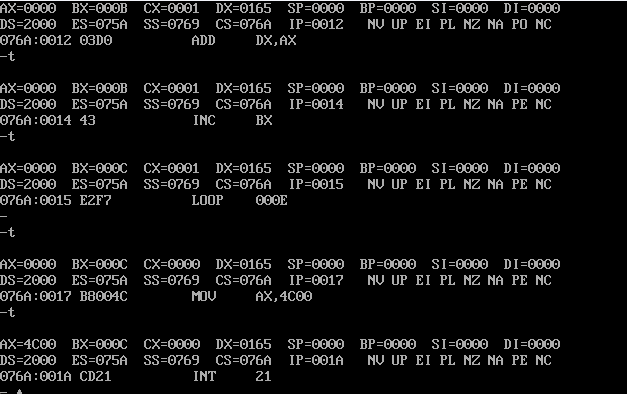 AX=0000  BX=000B  CX=0001  DX=0165  SP=0000  BP=0000  SI=0000  DI=0000
DS=2000  ES=075A  SS=0769  CS=076A  IP=0012   NV UP EI PL NZ NA PO NC
076A:0012 03D0          ADD     DX,AX
-t
AX=0000  BX=000B  CX=0001  DX=0165  SP=0000  BP=0000  SI=0000  DI=0000
DS=2000  ES=075A  SS=0769  CS=076A  IP=0014   NV UP EI PL NZ NA PE NC
076A:0014 43            INC     BX
-t
AX=0000  BX=000C  CX=0001  DX=0165  SP=0000  BP=0000  SI=0000  DI=0000
DS=2000  ES=075A  SS=0769  CS=076A  IP=0015   NV UP EI PL NZ NA PE NC
076A:0015 E2F7          LOOP    000E
-
-t
AX=0000  BX=000C  CX=0000  DX=0165  SP=0000  BP=0000  SI=0000  DI=0000
DS=2000  ES=075A  SS=0769  CS=076A  IP=0017   NV UP EI PL NZ NA PE NC
076A:0017 B8004C        MOV     AX,4C00
-t
AX=4C00  BX=000C  CX=0000  DX=0165  SP=0000  BP=0000  SI=0000  DI=0000
DS=2000  ES=075A  SS=0769  CS=076A  IP=001A   NV UP EI PL NZ NA PE NC
076A:001A CD21          INT     21
-